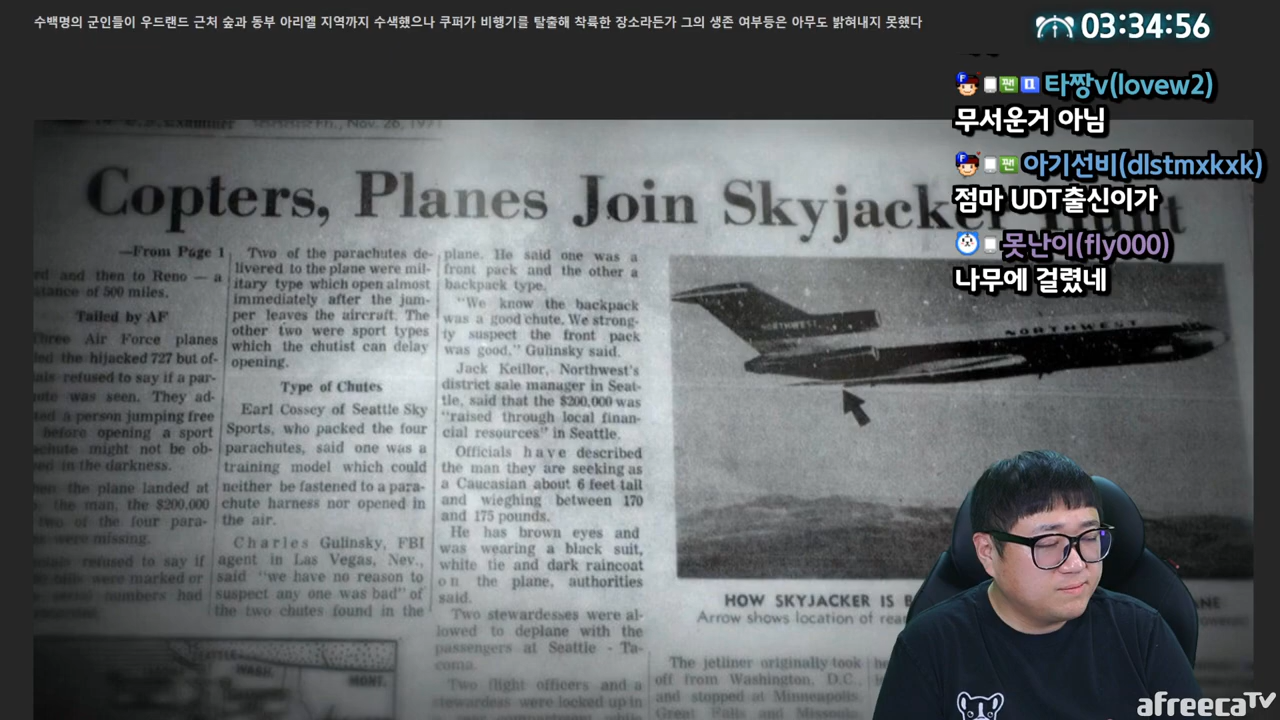 수백명의 군인들이 우드랜드 근처 숲과 동부 아리엘 지역까지 수색했으나 쿠퍼가 비행기를 탈출해 착륙한 장소라든가 그의 생존 여부등은 아무도 밝혀내지 못했다
03:34:56
타짱v(lovew2)
무서운거 아님
아기선비(dlstmxkxk)
점마 UDT출신이가
못난이(fly000)
나무에 걸렸네
Fri., Nov. 26, 1971
Copters, Planes Join Skyjacker Hunt
—From Page 1
and then to Reno — a
of 500 miles.
Tailed by AF
Three Air Force planes
the hijacked 727 but of-
refused to say if a par-
was seen. They ad-
a person jumping free
before opening a sport
might not be ob-
in the darkness.
the plane landed at
the man, the $200,000
two of the four para-
were missing.
refused to say if
were marked or
numbers had
Two of the parachutes de-
livered to the plane were mil-
itary type which open almost
immediately after the jum-
per leaves the aircraft. The
other two were sport types
which the chutist can delay
opening.
Type of Chutes
Earl Cossey of Seattle Sky
Sports, who packed the four
parachutes, said one was a
training model which could
neither be fastened to a para-
chute harness nor opened in
the air.
Charles Gulinsky, FBI
agent in Las Vegas, Nev.,
said "we have no reason to
suspect any one was bad" of
the two chutes found in the
plane. He said one was a
front pack and the other a
backpack type.
"We know the backpack
was a good chute. We strong-
ly suspect the front pack
was good." Gulinsky said.
Jack Keillor, Northwest's
district sale manager in Seat-
tle, said that the $200,000 was
"raised through local finan-
cial resources" in Seattle.
Officials have described
the man they are seeking as
a Caucasian about 6 feet tall
and wieghing between 170
and 175 pounds.
He has brown eyes and
was wearing a black suit,
white tie and dark raincoat
on the plane, authorities
said.
Two stewardesses were al-
lowed to deplane with the
passengers at Seattle - Ta-
coma.
Two flight officers and a
stewardess were locked up in
NORTHWEST
HOW SKYJACKER IS
Arrow shows location of
The jetliner originally took
off from Washington, D.C.
and stopped at Minneapolis,
Great Falls and Missoula
WASH.
MONT.
afreecaTV